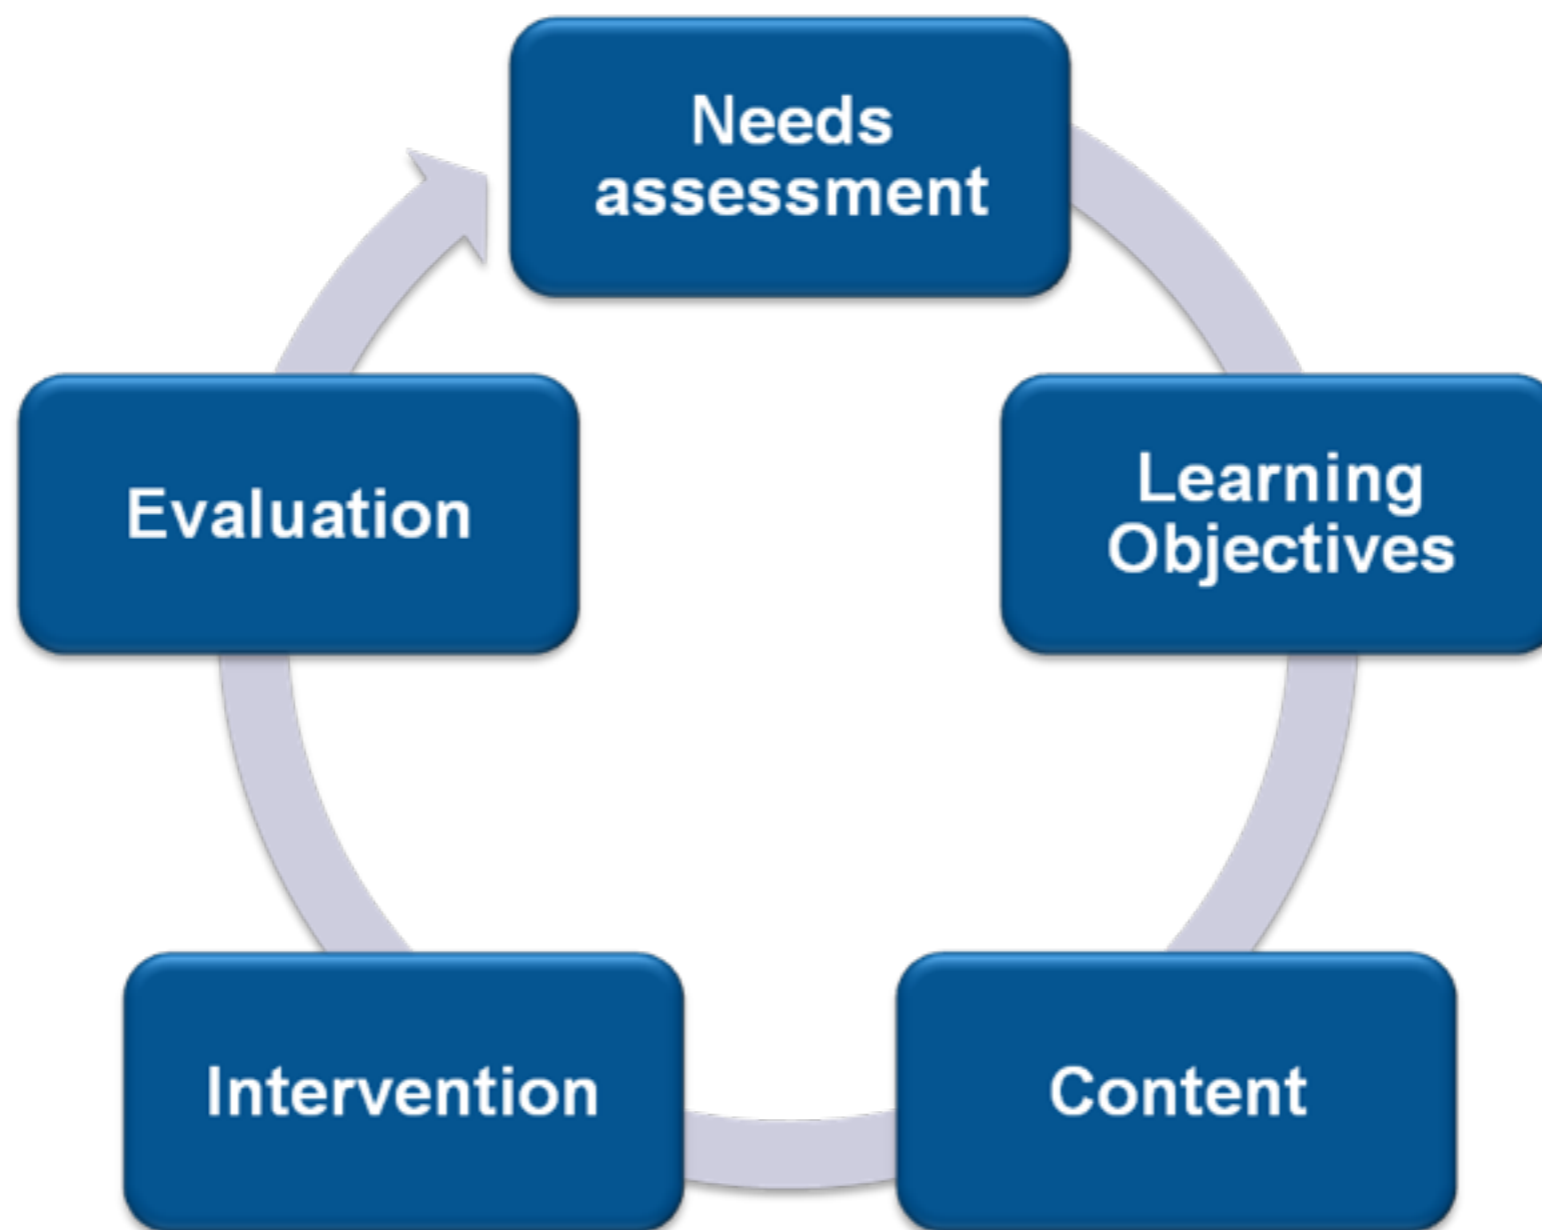 Needs
assessment
Learning
Objectives
Content
Intervention
Evaluation